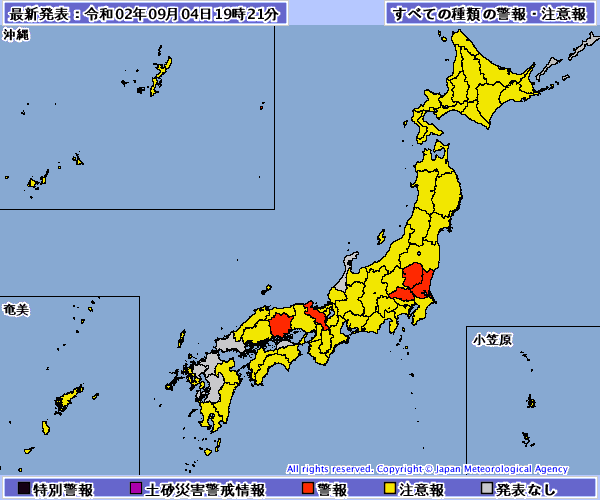 最新発表：令和02年09月04日19時21分
すべての種類の警報・注意報
沖縄
奄美
小笠原
All rights reserved. Copyright © Japan Meteorological Agency
特別警報 土砂災害警戒情報 警報 注意報 発表なし